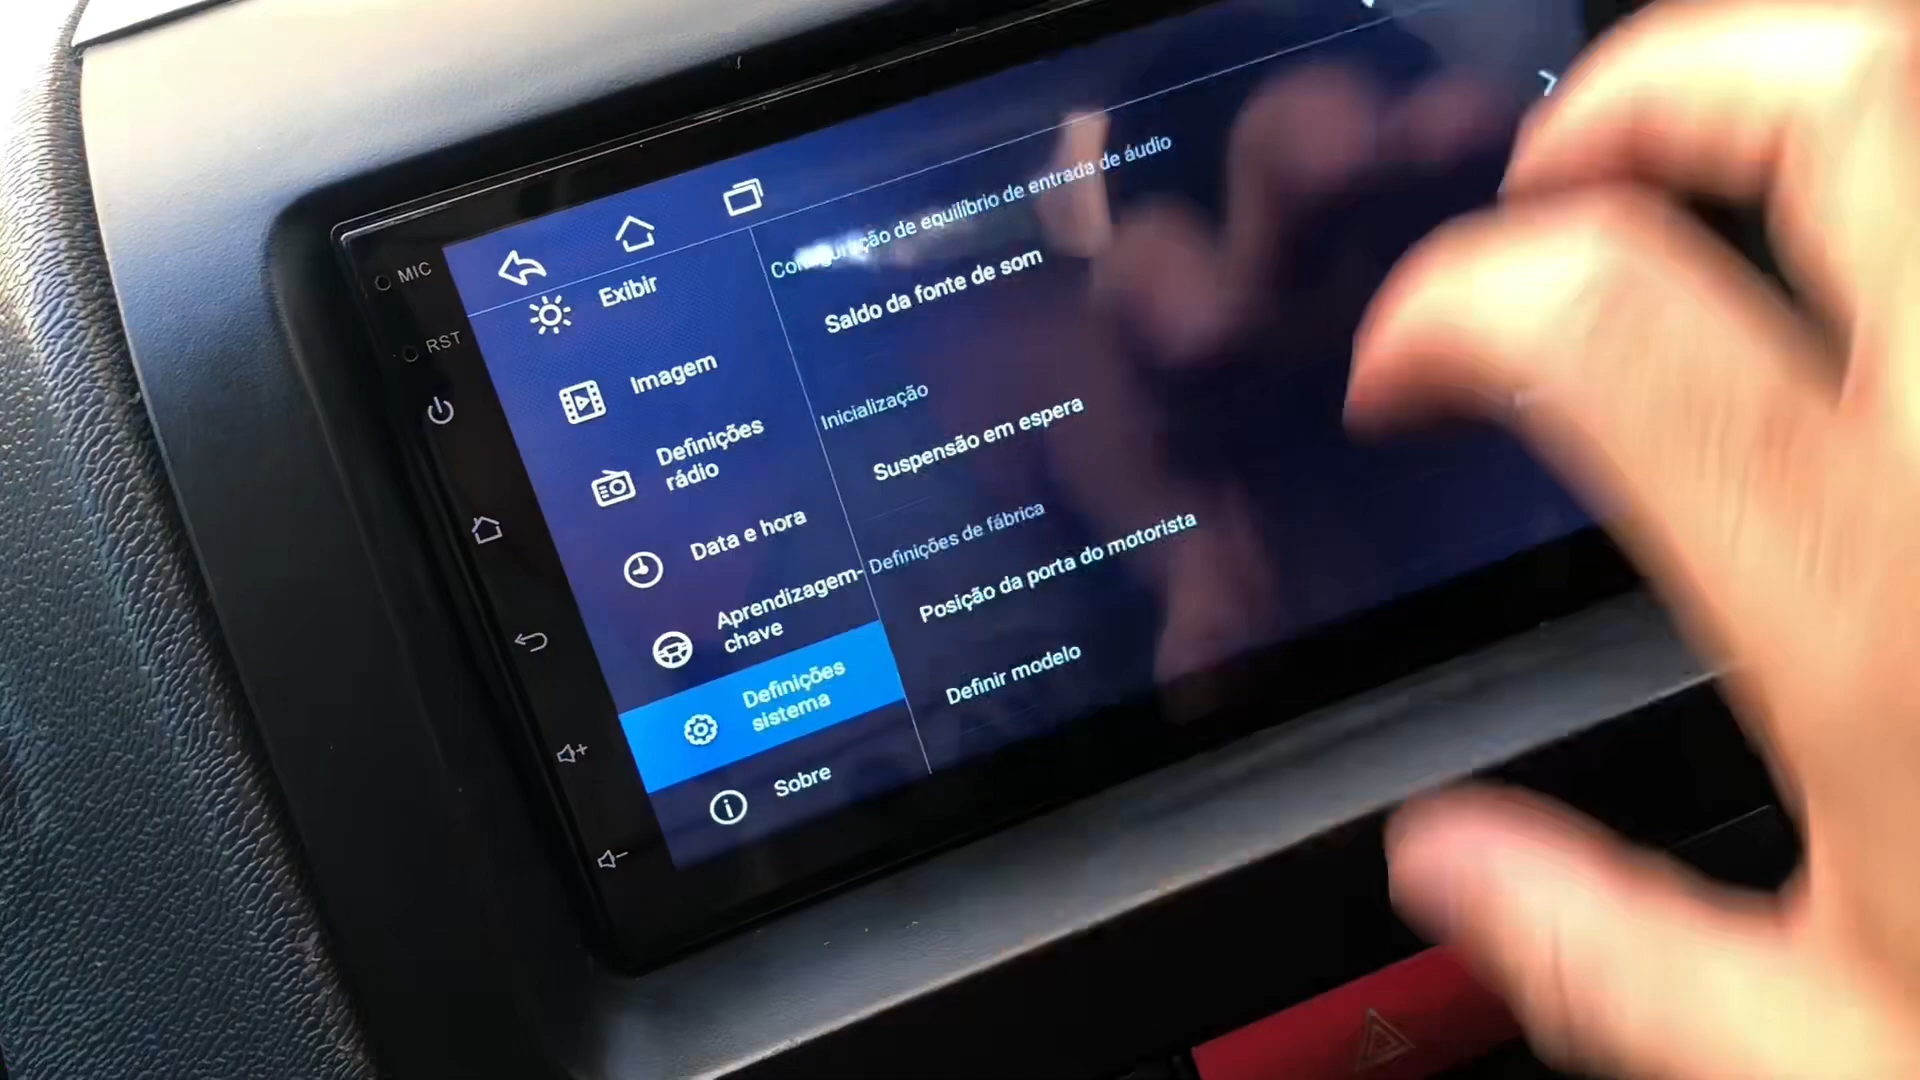 MIC
RST
Exibir
Imagem
Definições
rádio
Data e hora
Aprendizagem-
chave
Definições
sistema
Sobre
Configuração de equilíbrio de entrada de áudio
Saldo da fonte de som
Inicialização
Suspensão em espera
Definições de fábrica
Posição da porta do motorista
Definir modelo